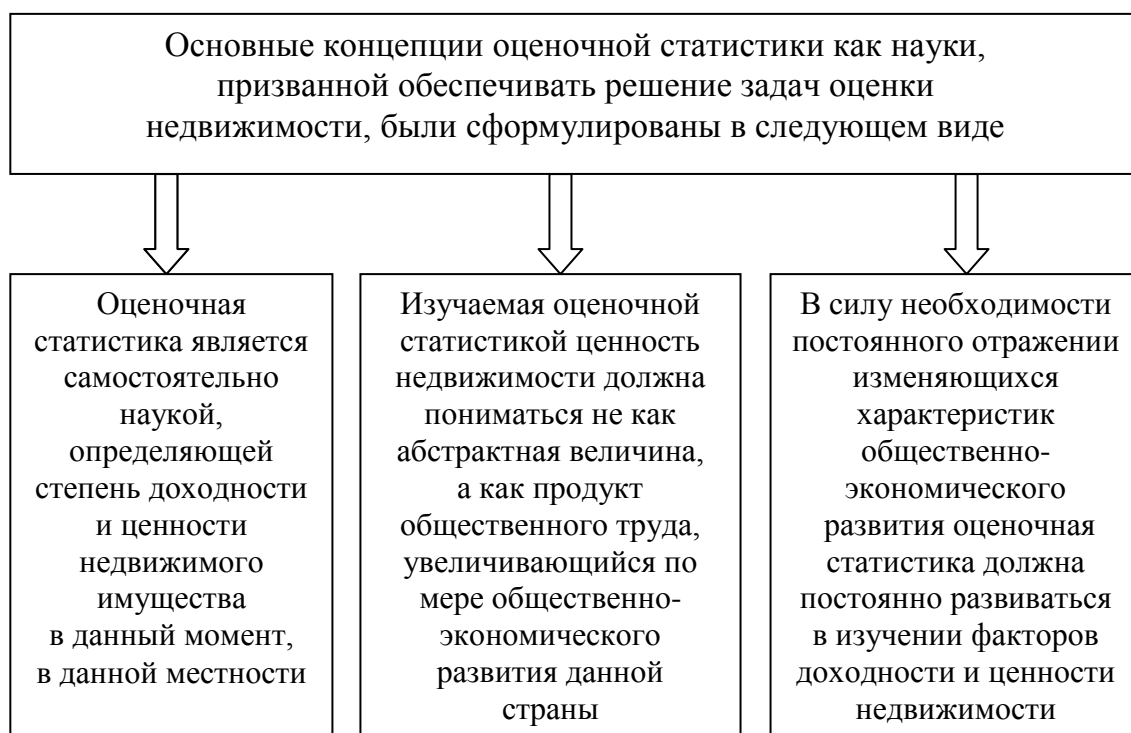 Основные концепции оценочной статистики как науки,
призванной обеспечивать решение задач оценки
недвижимости, были сформулированы в следующем виде
Оценочная
статистика является
самостоятельно
наукой,
определяющей
степень доходности
и ценности
недвижимого
имущества
в данный момент,
в данной местности
Изучаемая оценочной
статистикой ценность
недвижимости должна
пониматься не как
абстрактная величина,
а как продукт
общественного труда,
увеличивающийся по
мере общественно-
экономического
развития данной
страны
В силу необходимости
постоянного отражении
изменяющихся
характеристик
общественно-
экономического
развития оценочная
статистика должна
постоянно развиваться
в изучении факторов
доходности и ценности
недвижимости